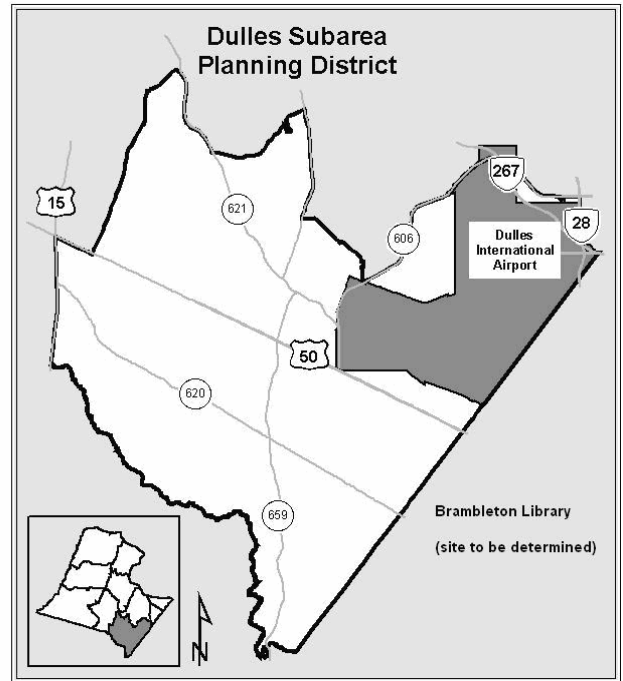 Dulles Subarea
Planning District
267
15
621
28
606
Dulles
International
Airport
50
620
659
Brambleton Library
(site to be determined)
N